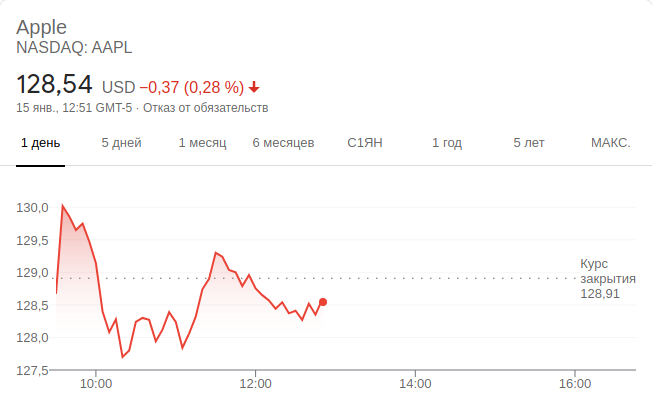 Apple
NASDAQ: AAPL
128,54 USD −0,37 (0,28 %)
15 янв., 12:51 GMT-5 · Отказ от обязательств
1 день 5 дней 1 месяц 6 месяцев С1ЯН 1 год 5 лет МАКС.
130,0
129,5
129,0
128,5
128,0
127,5
Курс
закрытия
128,91
10:00 12:00 14:00 16:00